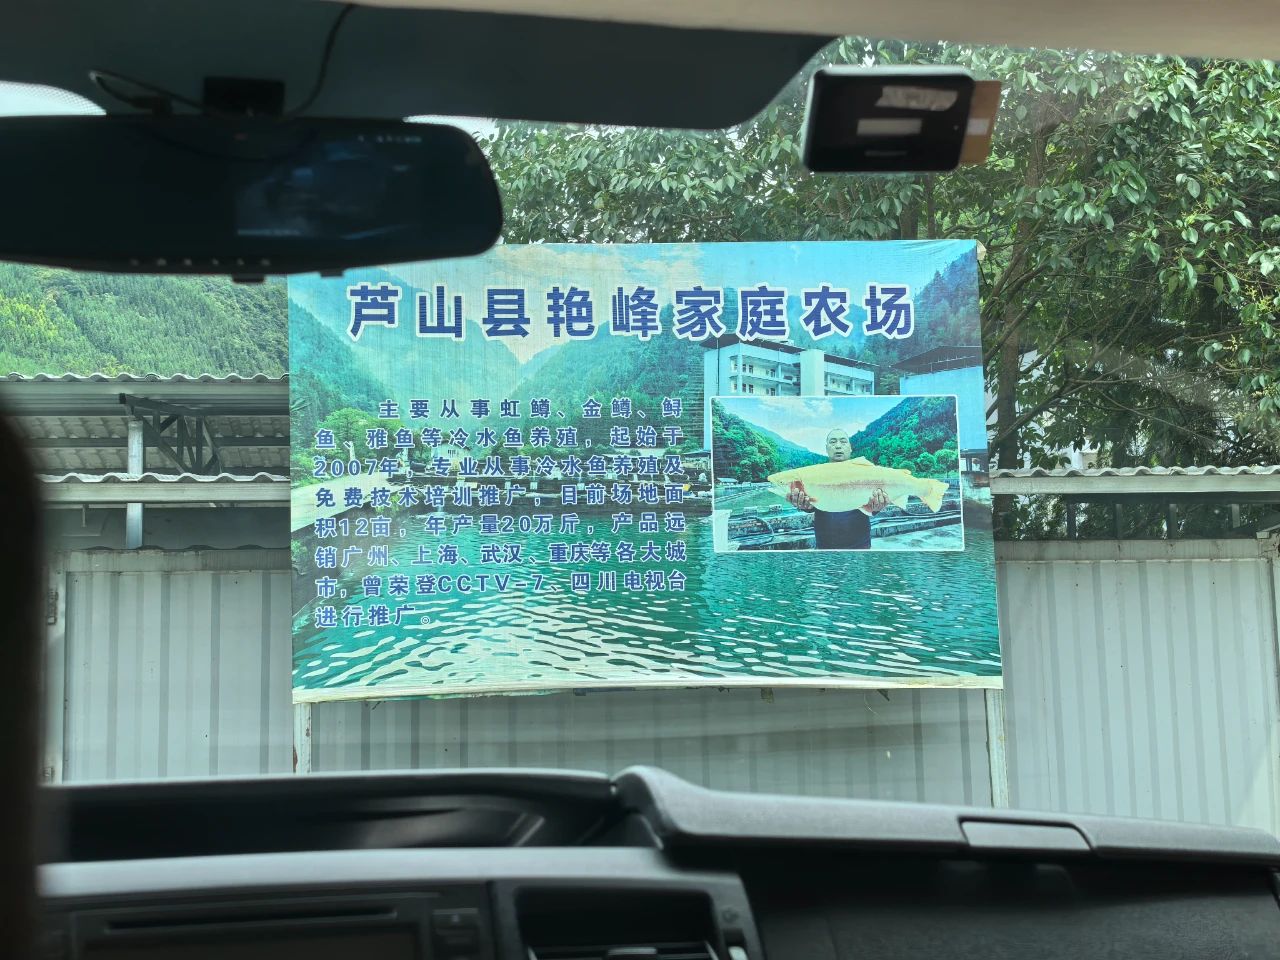 芦山县艳峰家庭农场
主要从事虹鳟、金鳟、鲟
鱼、雅鱼等冷水鱼养殖，起始于
2007年，专业从事冷水鱼养殖及
免费技术培训推广，目前场地面
积12亩，年产量20万斤，产品远
销广州、上海、武汉、重庆等各大城
市，曾荣登CCTV-7、四川电视台
进行推广。